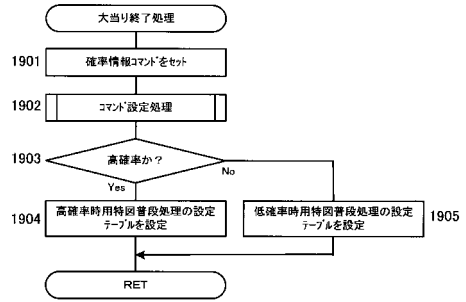 大当り終了処理
1901
確率情報コマンドをセット
1902
コマンド設定処理
1903
高確率か?
No
Yes
1904
高確率時用特図普段処理の設定
テーブルを設定
低確率時用特図普段処理の設定
テーブルを設定
1905
RET